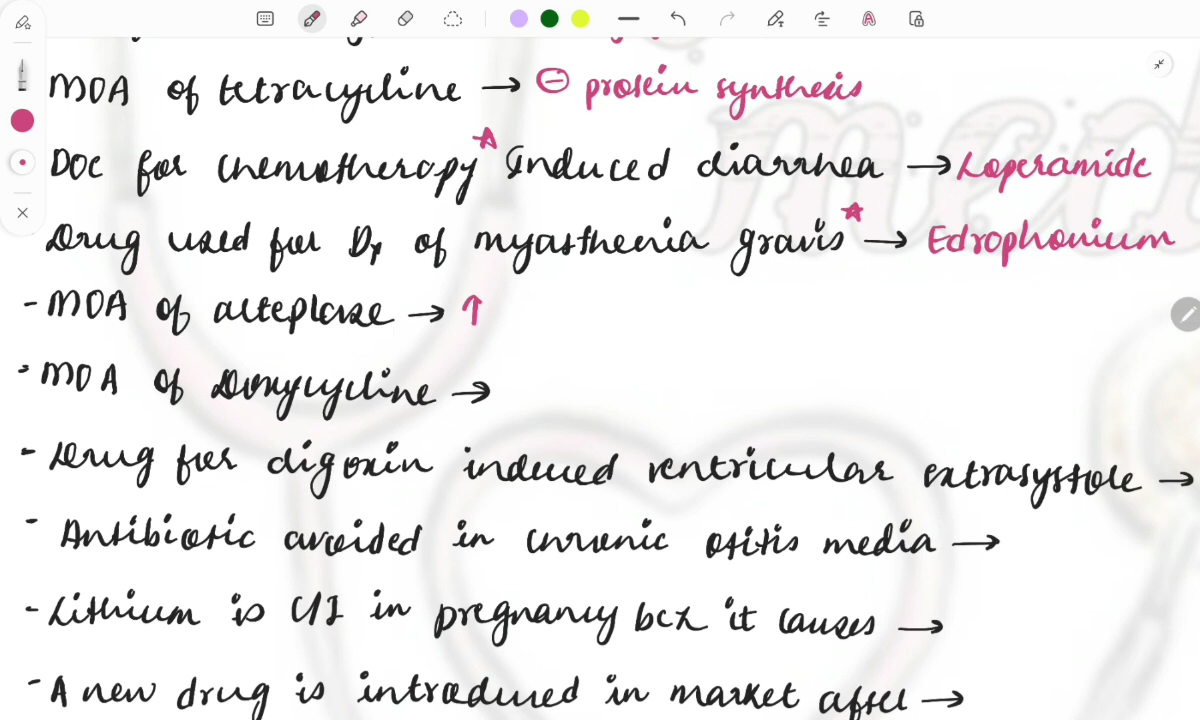 MOA of tetracycline → ⊖ protein synthesis
DOC for chemotherapy☆ Induced diarrhea → Loperamide
Drug used for Dx of myasthenia gravis☆ → Edrophonium
- MOA of alteplase → ↑
- MOA of Doxycycline →
- Drug for digoxin induced ventricular extrasystole →
- Antibiotic avoided in chronic otitis media →
- Lithium is C/I in pregnancy bcz it causes →
- A new drug is introduced in market after →